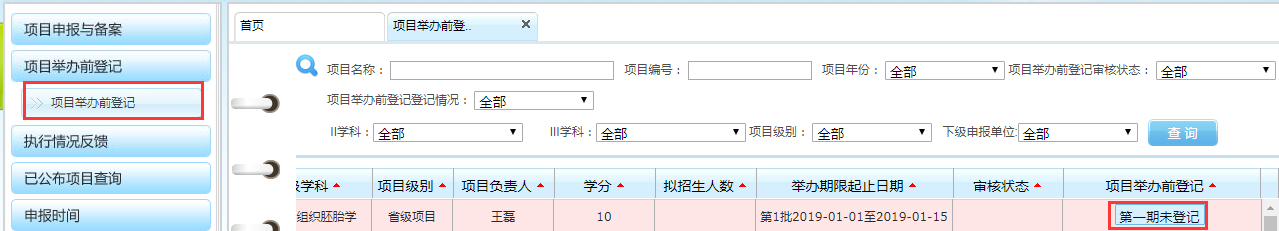 项目申报与备案
项目举办前登记
项目举办前登记
执行情况反馈
已公布项目查询
申报时间
首页
项目举办前登..
项目名称：
项目编号：
项目年份： 全部
项目举办前登记审核状态： 全部
项目举办前登记登记情况： 全部
II学科： 全部
III学科： 全部
项目级别： 全部
下级申报单位: 全部
查 询
学科 项目级别 项目负责人 学分 拟招生人数 举办期限起止日期 审核状态 项目举办前登记
组织胚胎学 省级项目 王磊 10 第1批2019-01-01至2019-01-15 第一期未登记